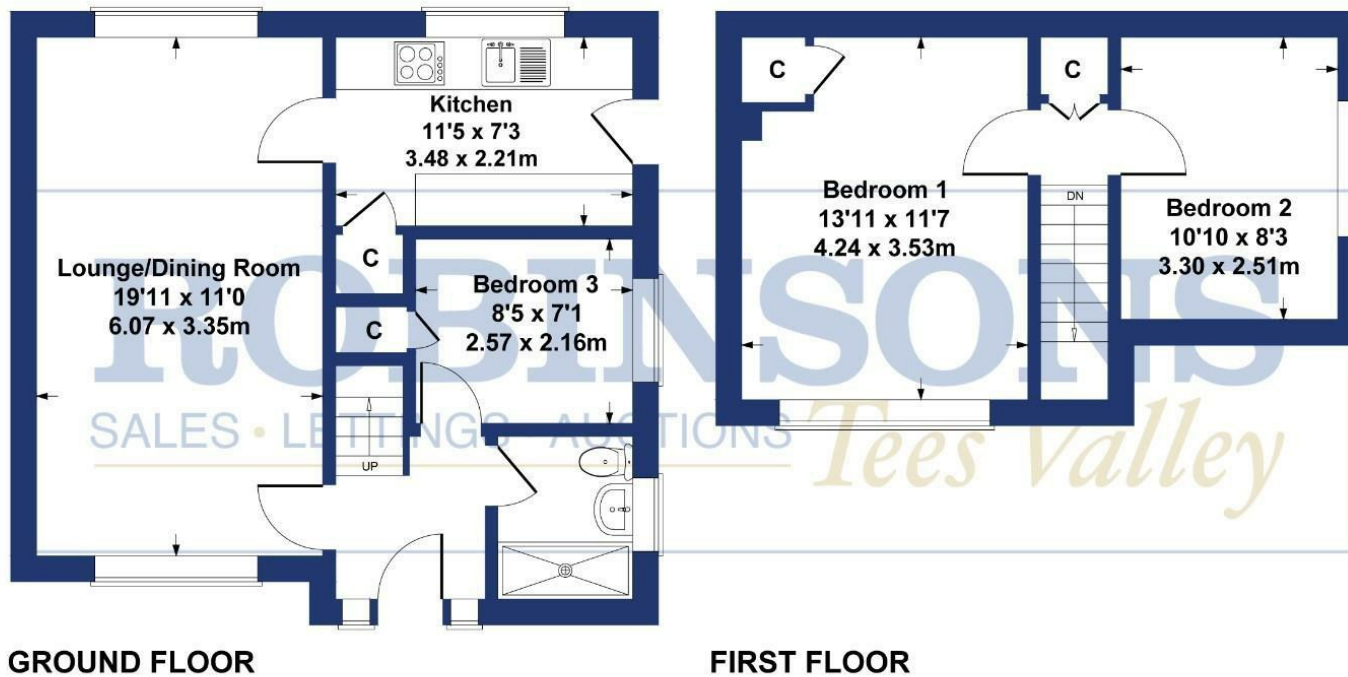 Kitchen
11'5 x 7'3
3.48 x 2.21m
C
Lounge/Dining Room
19'11 x 11'0
6.07 x 3.35m
C
Bedroom 3
8'5 x 7'1
2.57 x 2.16m
UP
GROUND FLOOR
C
C
Bedroom 1
13'11 x 11'7
4.24 x 3.53m
DN
Bedroom 2
10'10 x 8'3
3.30 x 2.51m
FIRST FLOOR
ROBINSONS
SALES • LETTINGS • AUCTIONS
Tees Valley